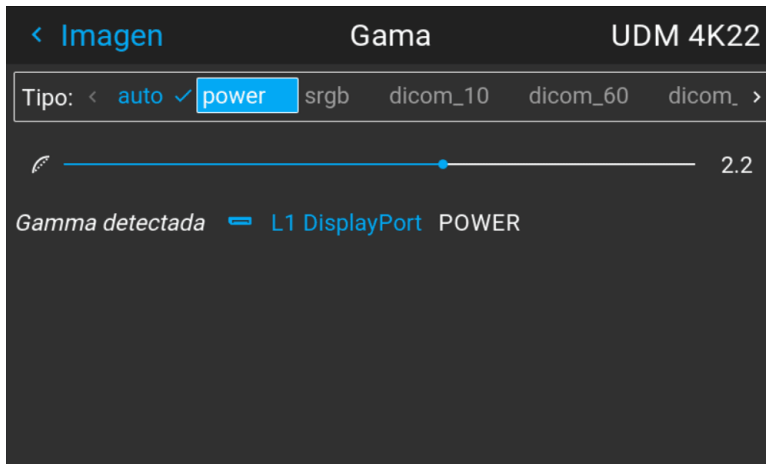 Imagen Gama UDM 4K22
Tipo: auto power srgb dicom_10 dicom_60 dicom_
2.2
Gamma detectada L1 DisplayPort POWER